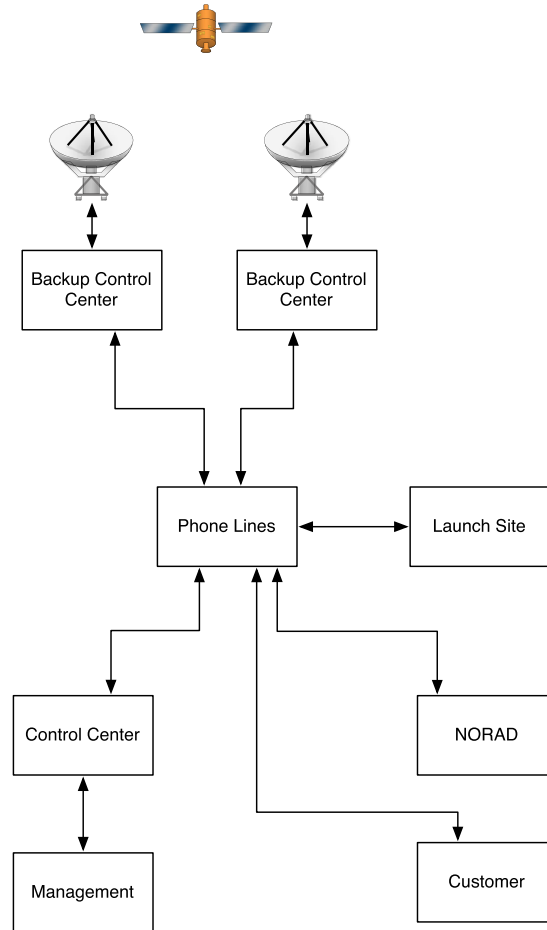 Backup Control
Center
Backup Control
Center
Phone Lines
Launch Site
Control Center
NORAD
Management
Customer